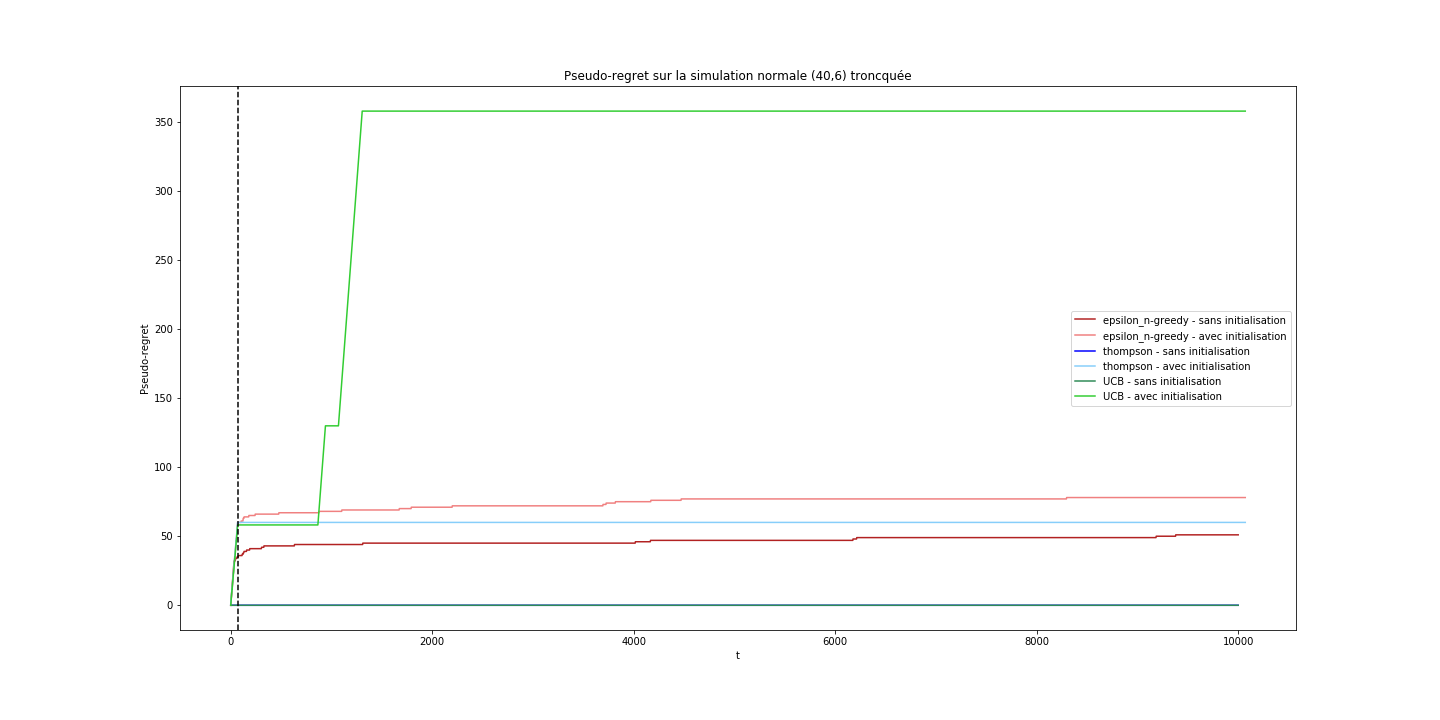 Pseudo-regret sur la simulation normale (40,6) troncquée
Pseudo-regret
350
300
250
200
150
100
50
0
epsilon_n-greedy - sans initialisation
epsilon_n-greedy - avec initialisation
thompson - sans initialisation
thompson - avec initialisation
UCB - sans initialisation
UCB - avec initialisation
0
2000
4000
6000
8000
10000
t